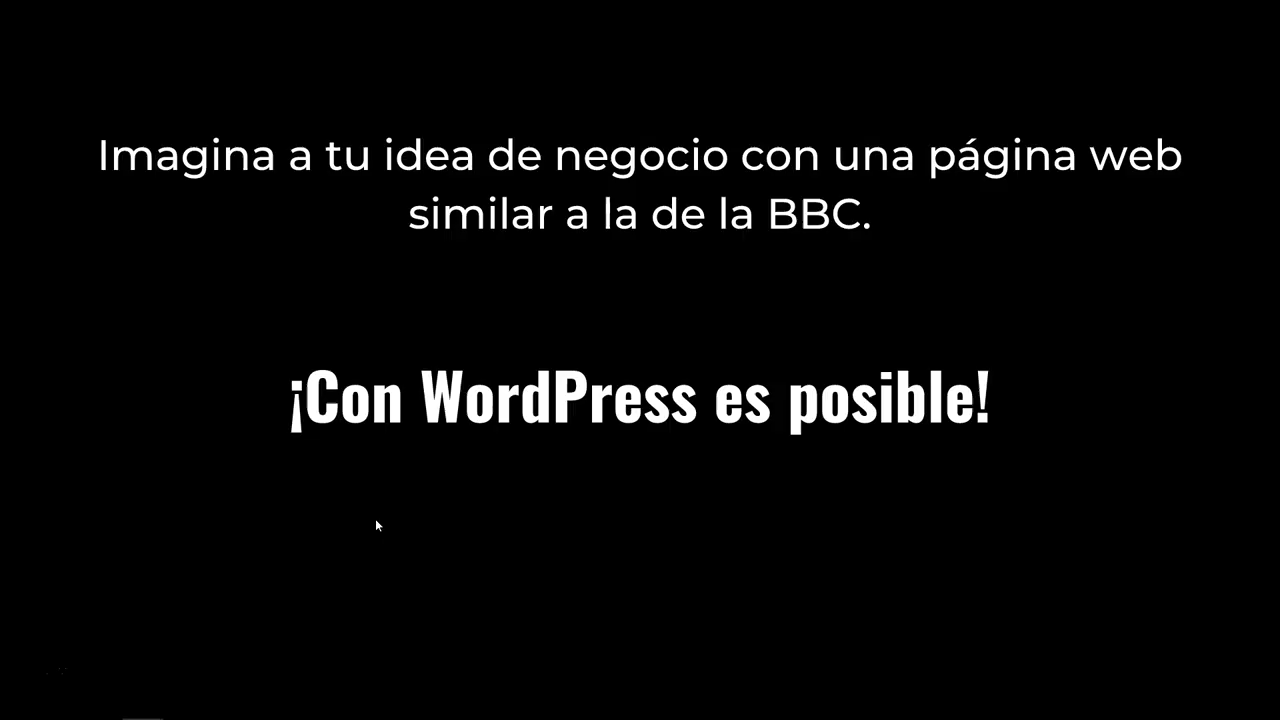 Imagina a tu idea de negocio con una página web
similar a la de la BBC.
¡Con WordPress es posible!